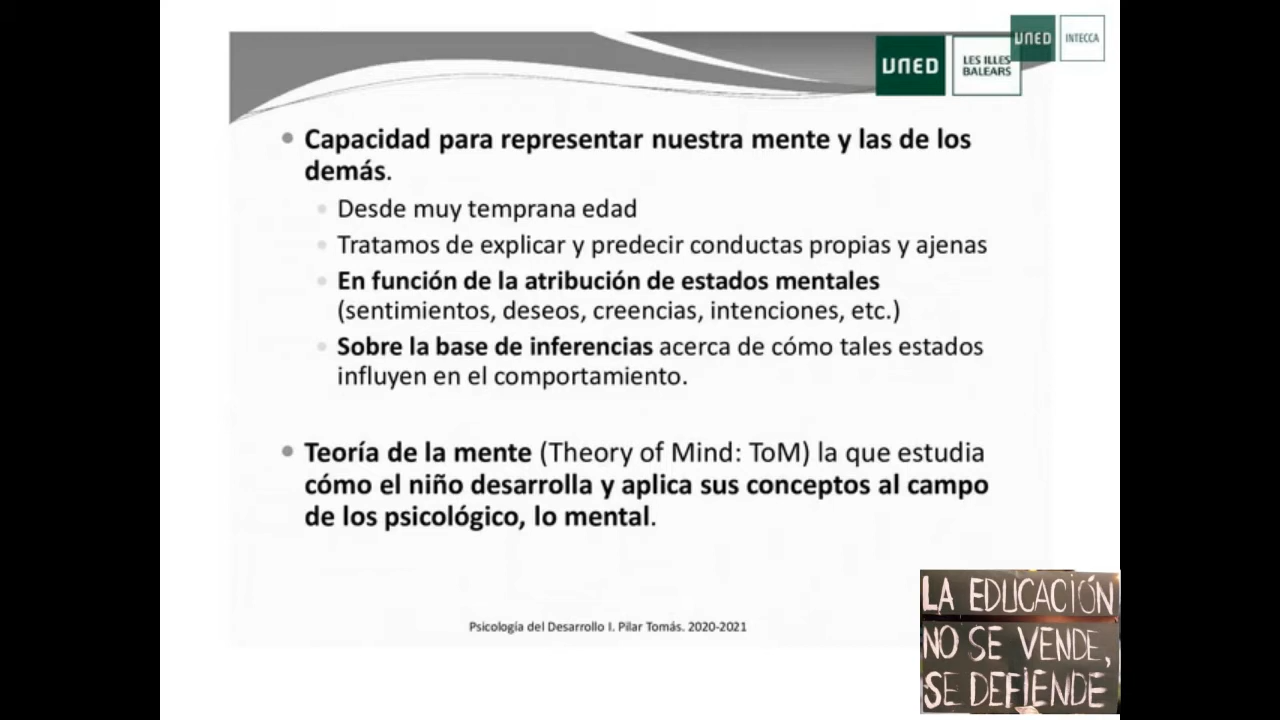 UNED
INTECCA
UNED
LES ILLES
BALEARS
• Capacidad para representar nuestra mente y las de los
demás.
• Desde muy temprana edad
• Tratamos de explicar y predecir conductas propias y ajenas
• En función de la atribución de estados mentales
(sentimientos, deseos, creencias, intenciones, etc.)
• Sobre la base de inferencias acerca de cómo tales estados
influyen en el comportamiento.
• Teoría de la mente (Theory of Mind: ToM) la que estudia
cómo el niño desarrolla y aplica sus conceptos al campo
de los psicológico, lo mental.
Psicología del Desarrollo I. Pilar Tomás. 2020-2021
LA EDUCACIÓN
NO SE VENDE,
SE DEFIENDE